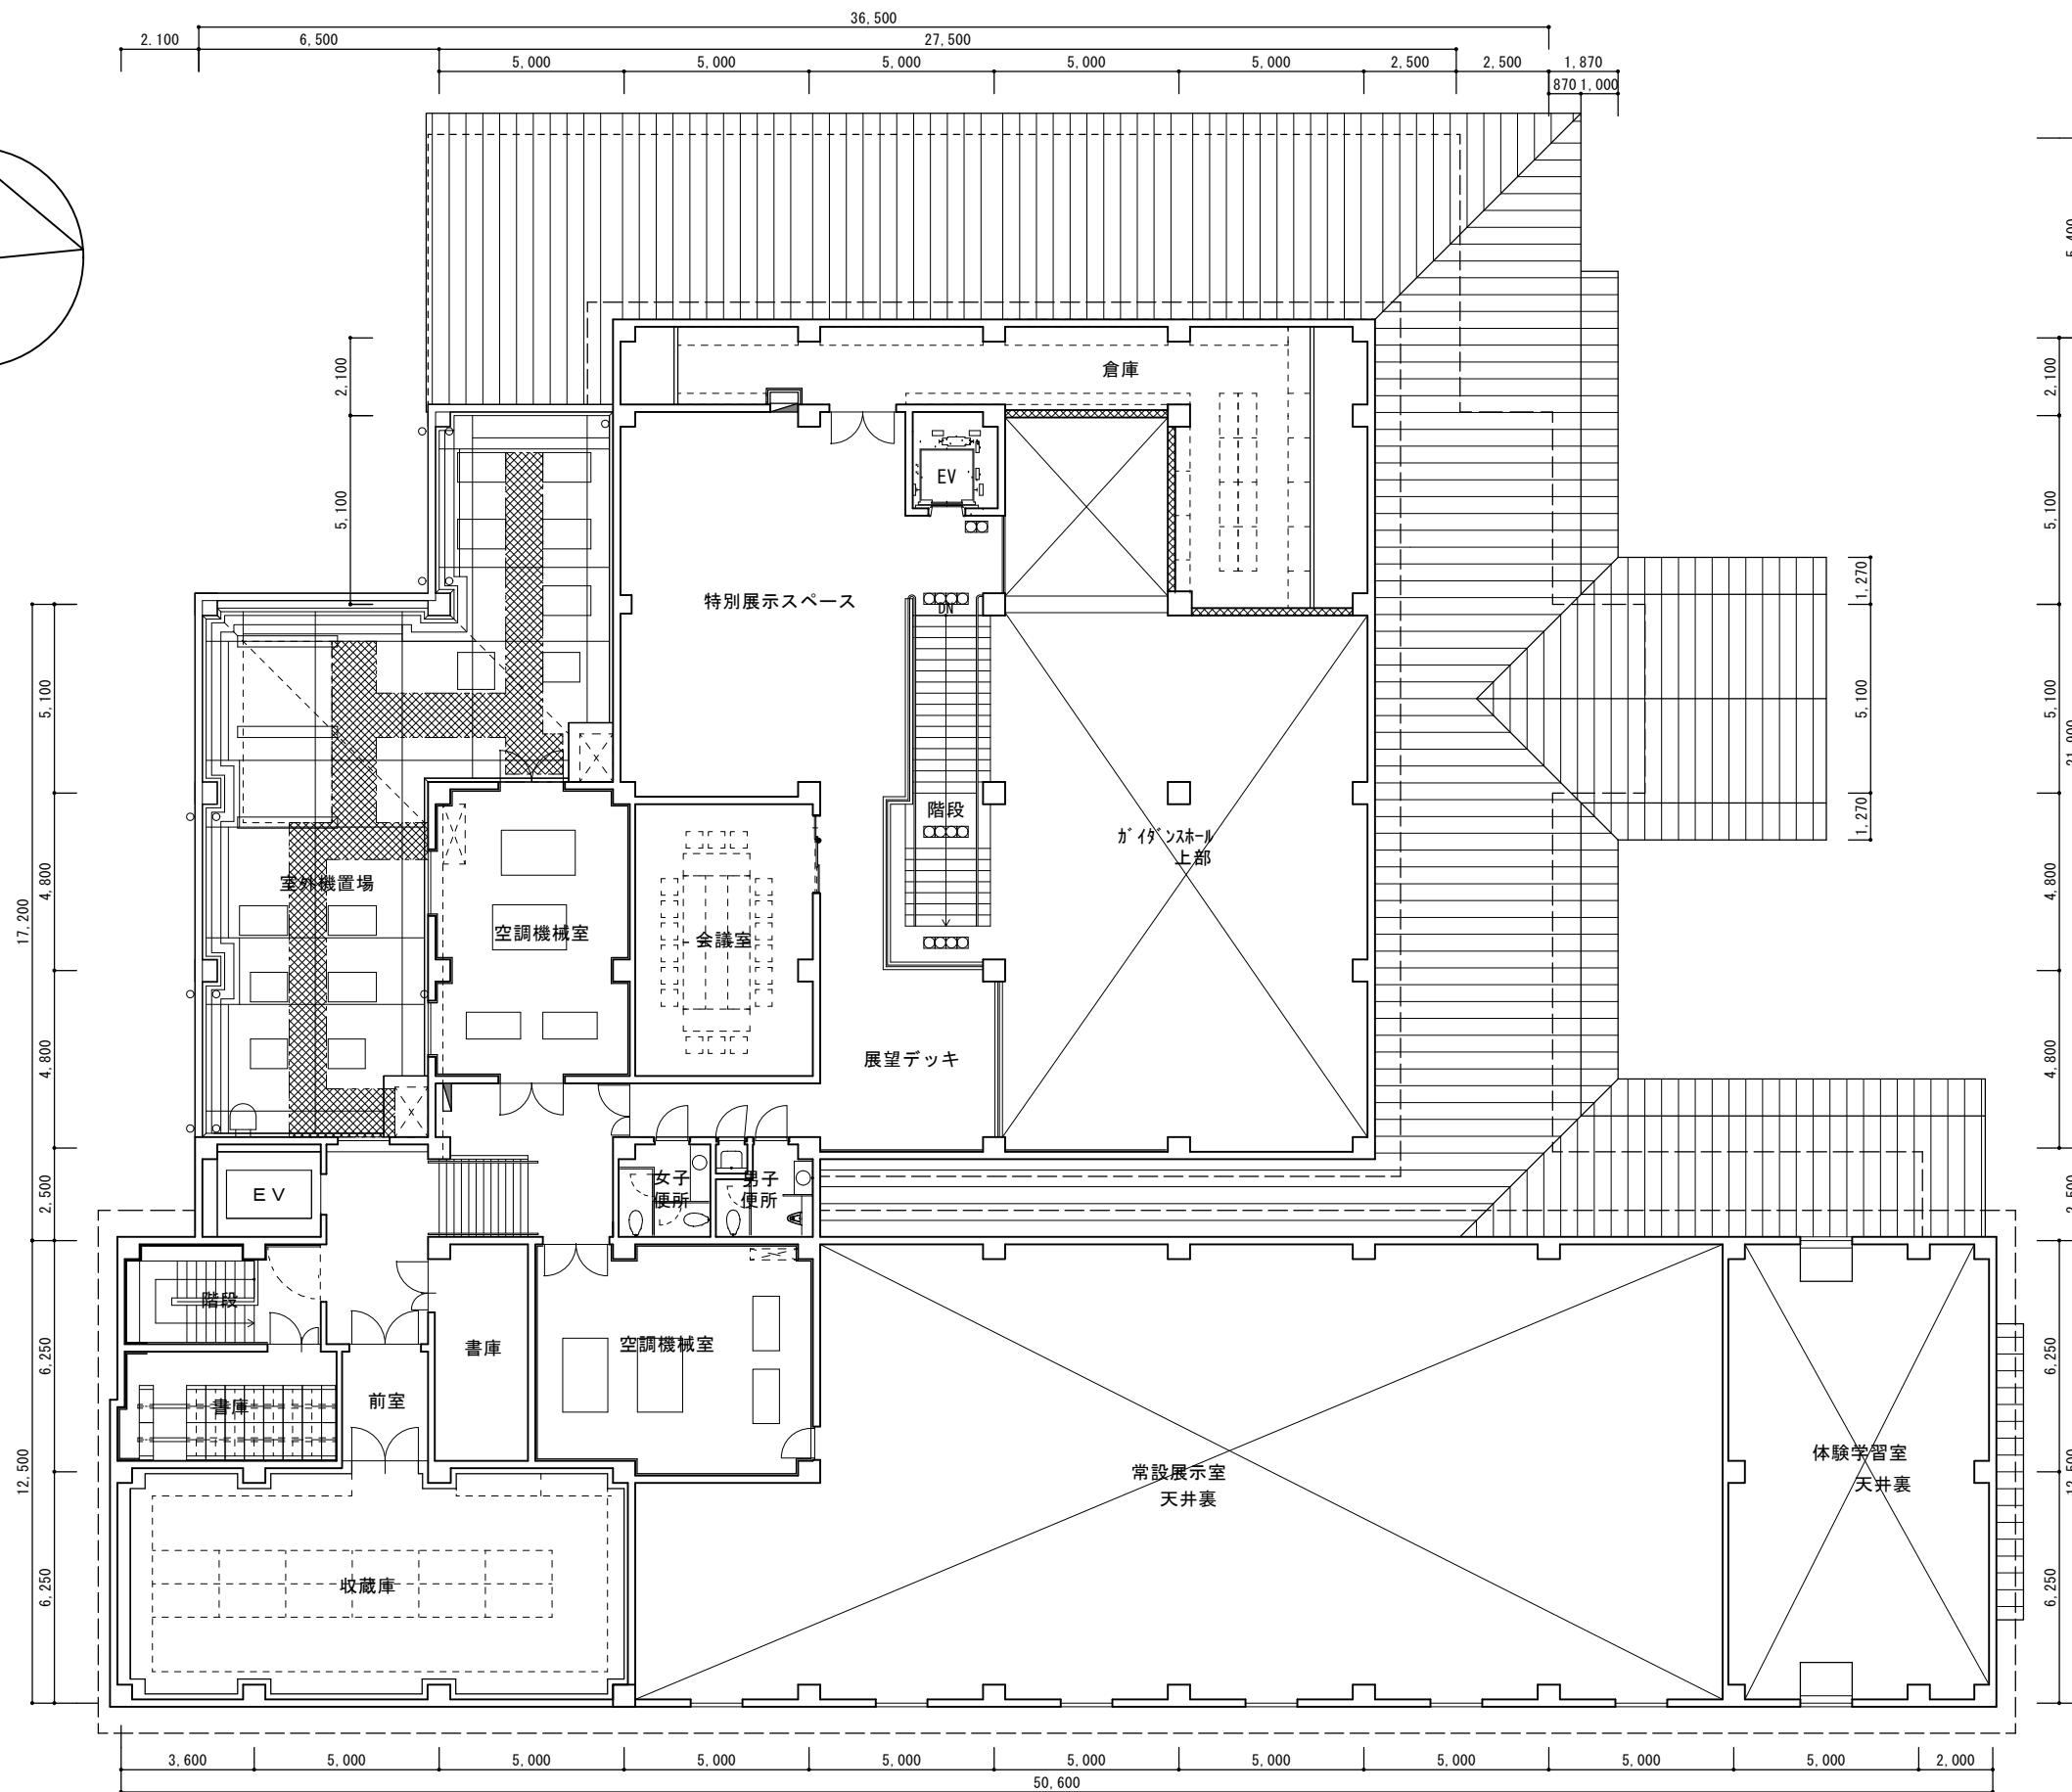 36,500
2.100
6,500
27,500
5,000
5,000
5,000
5,000
5,000
2,500
2,500
1,870
870
1,000
2,100
5,100
倉庫
EV
特別展示スペース
DN
階段
ガイダンスホール
上部
室外機置場
空調機械室
会議室
展望デッキ
女子
便所
男子
便所
EV
階段
書庫
書庫
前室
空調機械室
収蔵庫
常設展示室
天井裏
体験学習室
天井裏
17,200
5,100
4,800
4,800
2.500
12,500
6,250
6,250
1,270
5,100
1,270
2,100
5,100
5,100
4,800
4,800
6,250
6,250
3,600
5,000
5,000
5,000
5,000
5,000
5,000
5,000
5,000
5,000
2,000
50,600